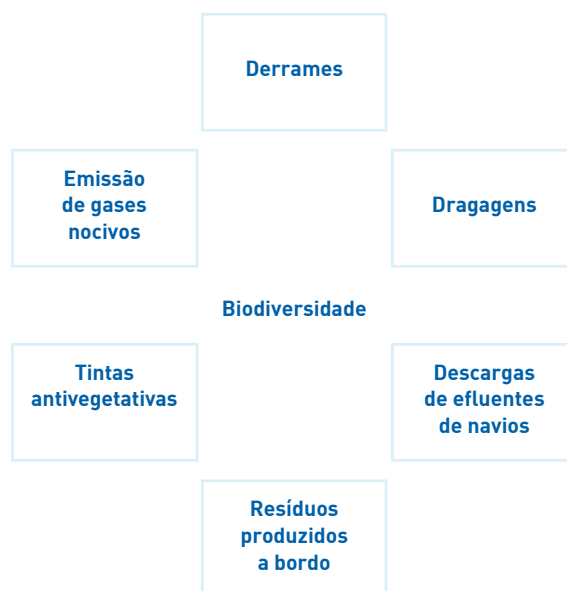 Derrames
Emissão
de gases
nocivos
Dragagens
Biodiversidade
Tintas
antivegetativas
Descargas
de efluentes
de navios
Resíduos
produzidos
a bordo